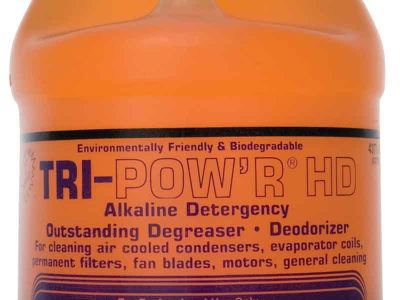 Environmentally Friendly & Biodegradable
TRI-POW'R® HD
Alkaline Detergency
Outstanding Degreaser • Deodorizer
For cleaning air cooled condensers, evaporator coils,
permanent filters, fan blades, motors, general cleaning